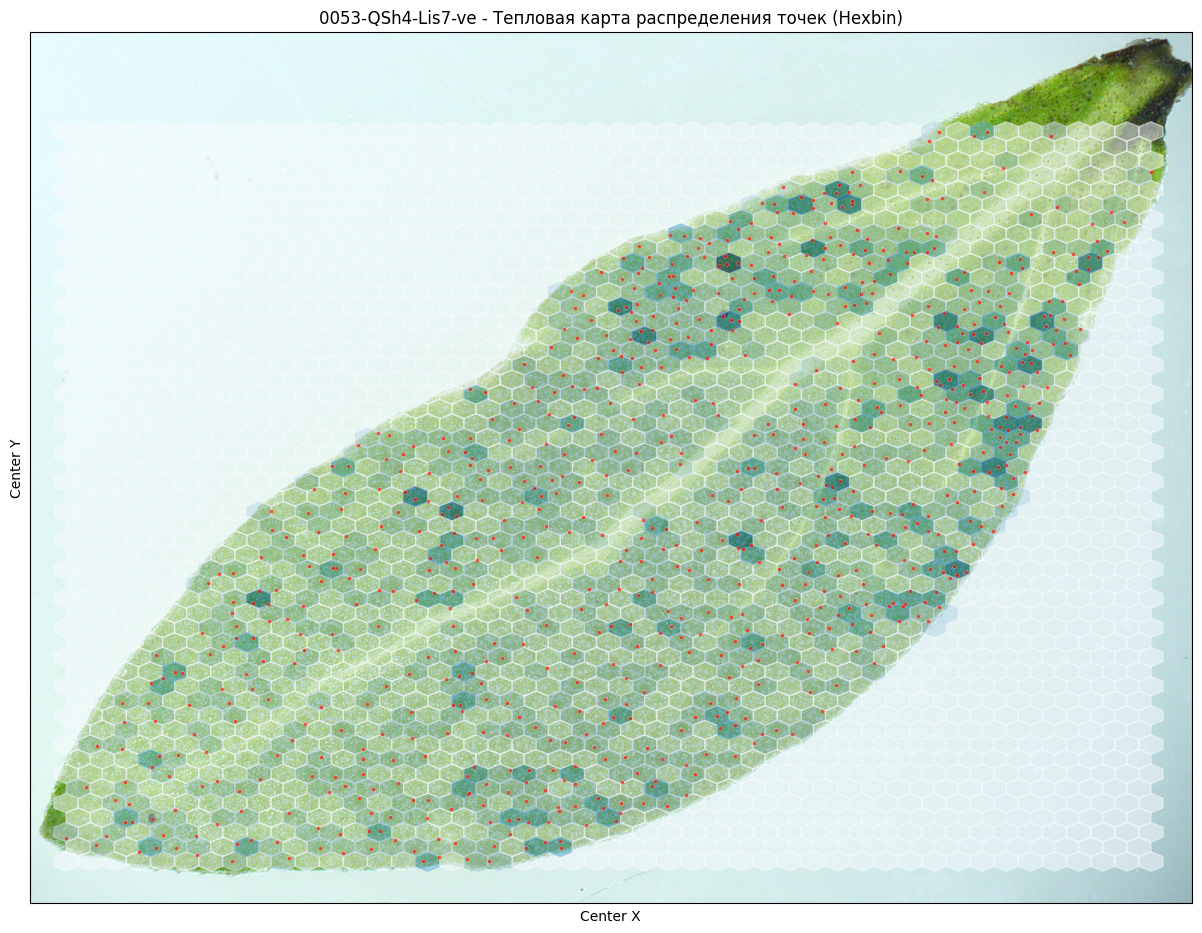 0053-QSh4-Lis7-ve - Тепловая карта распределения точек (Hexbin)
Center Y
Center X